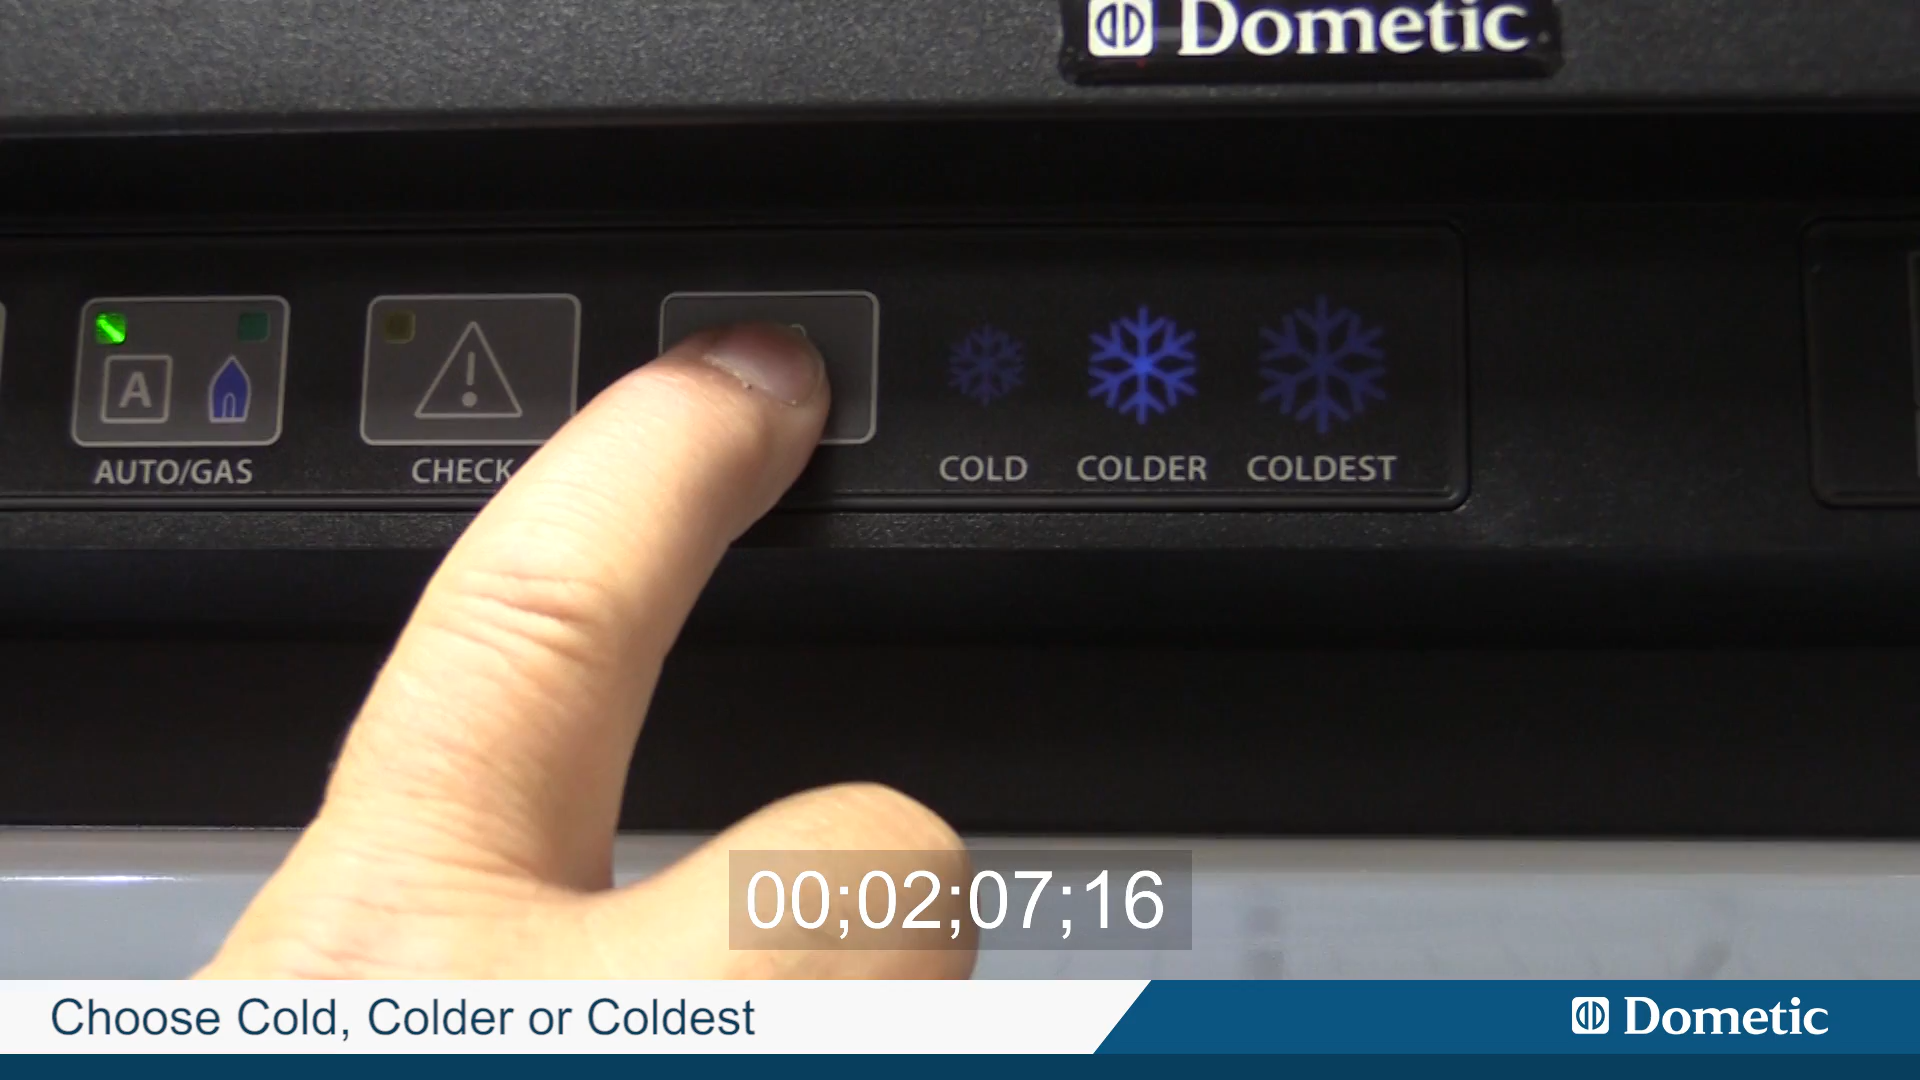 Dometic
A
AUTO/GAS
CHECK
COLD
COLDER
COLDEST
00;02;07;16
Choose Cold, Colder or Coldest
Dometic